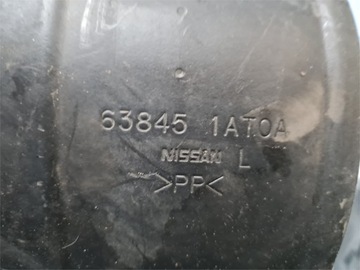 63845 1AT0A
NISSAN L
>PP<